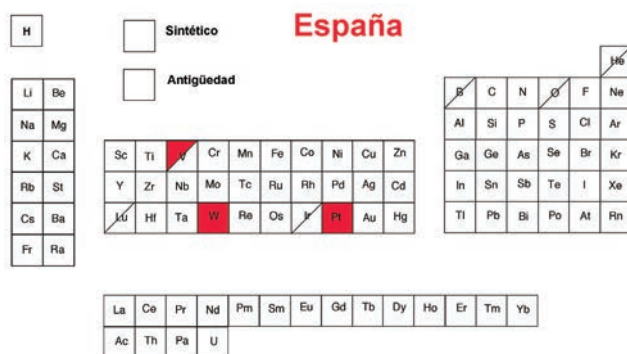 España
Sintético
Antigüedad
H
He
Li Be B C N O F Ne
Na Mg Al Si P S Cl Ar
K Ca Sc Ti V Cr Mn Fe Co Ni Cu Zn Ga Ge As Se Br Kr
Rb St Y Zr Nb Mo Tc Ru Rh Pd Ag Cd In Sn Sb Te I Xe
Cs Ba Lu Hf Ta W Re Os Ir Pt Au Hg Tl Pb Bi Po At Rn
Fr Ra
La Ce Pr Nd Pm Sm Eu Gd Tb Dy Ho Er Tm Yb
Ac Th Pa U